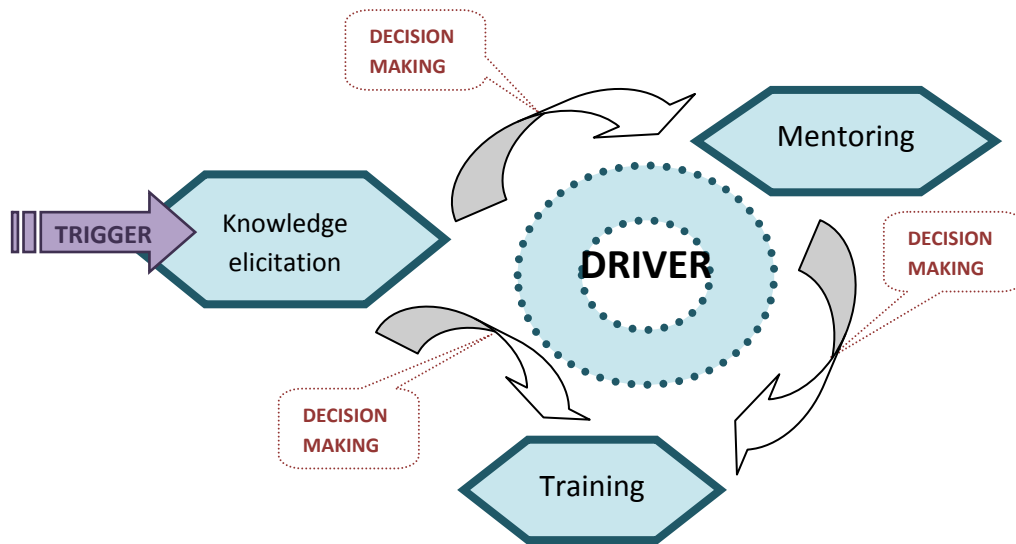 DECISION
MAKING
Mentoring
TRIGGER
Knowledge
elicitation
DRIVER
DECISION
MAKING
DECISION
MAKING
Training